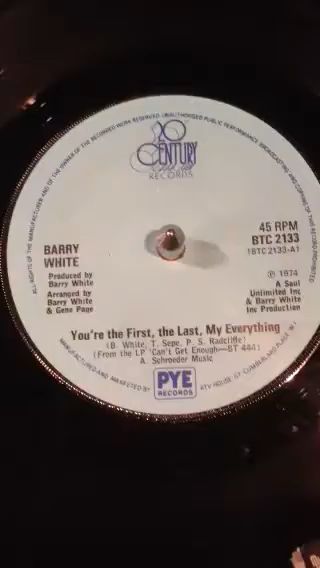 ALL RIGHTS OF THE MANUFACTURER AND OF THE OWNER OF THE RECORDED WORK RESERVED. UNAUTHORISED PUBLIC PERFORMANCE BROADCASTING AND COPYING OF THIS RECORD PROHIBITED
20th
CENTURY
RECORDS
BARRY
WHITE
Produced by
Barry White
Arranged by
Barry White
& Gene Page
45 RPM
BTC 2133
(BTC 2133-A)
℗ 1974
A Soul
Unlimited Inc
& Barry White
Inc Production
You're the First, the Last, My Everything
(B. White, T. Sepe, P. S. Radcliffe)
(From the LP 'Can't Get Enough—BT 444)
A. Schroeder Music
PYE
RECORDS
MANUFACTURED AND MARKETED BY
ATV HOUSE GT CUMBERLAND PLACE, W.1